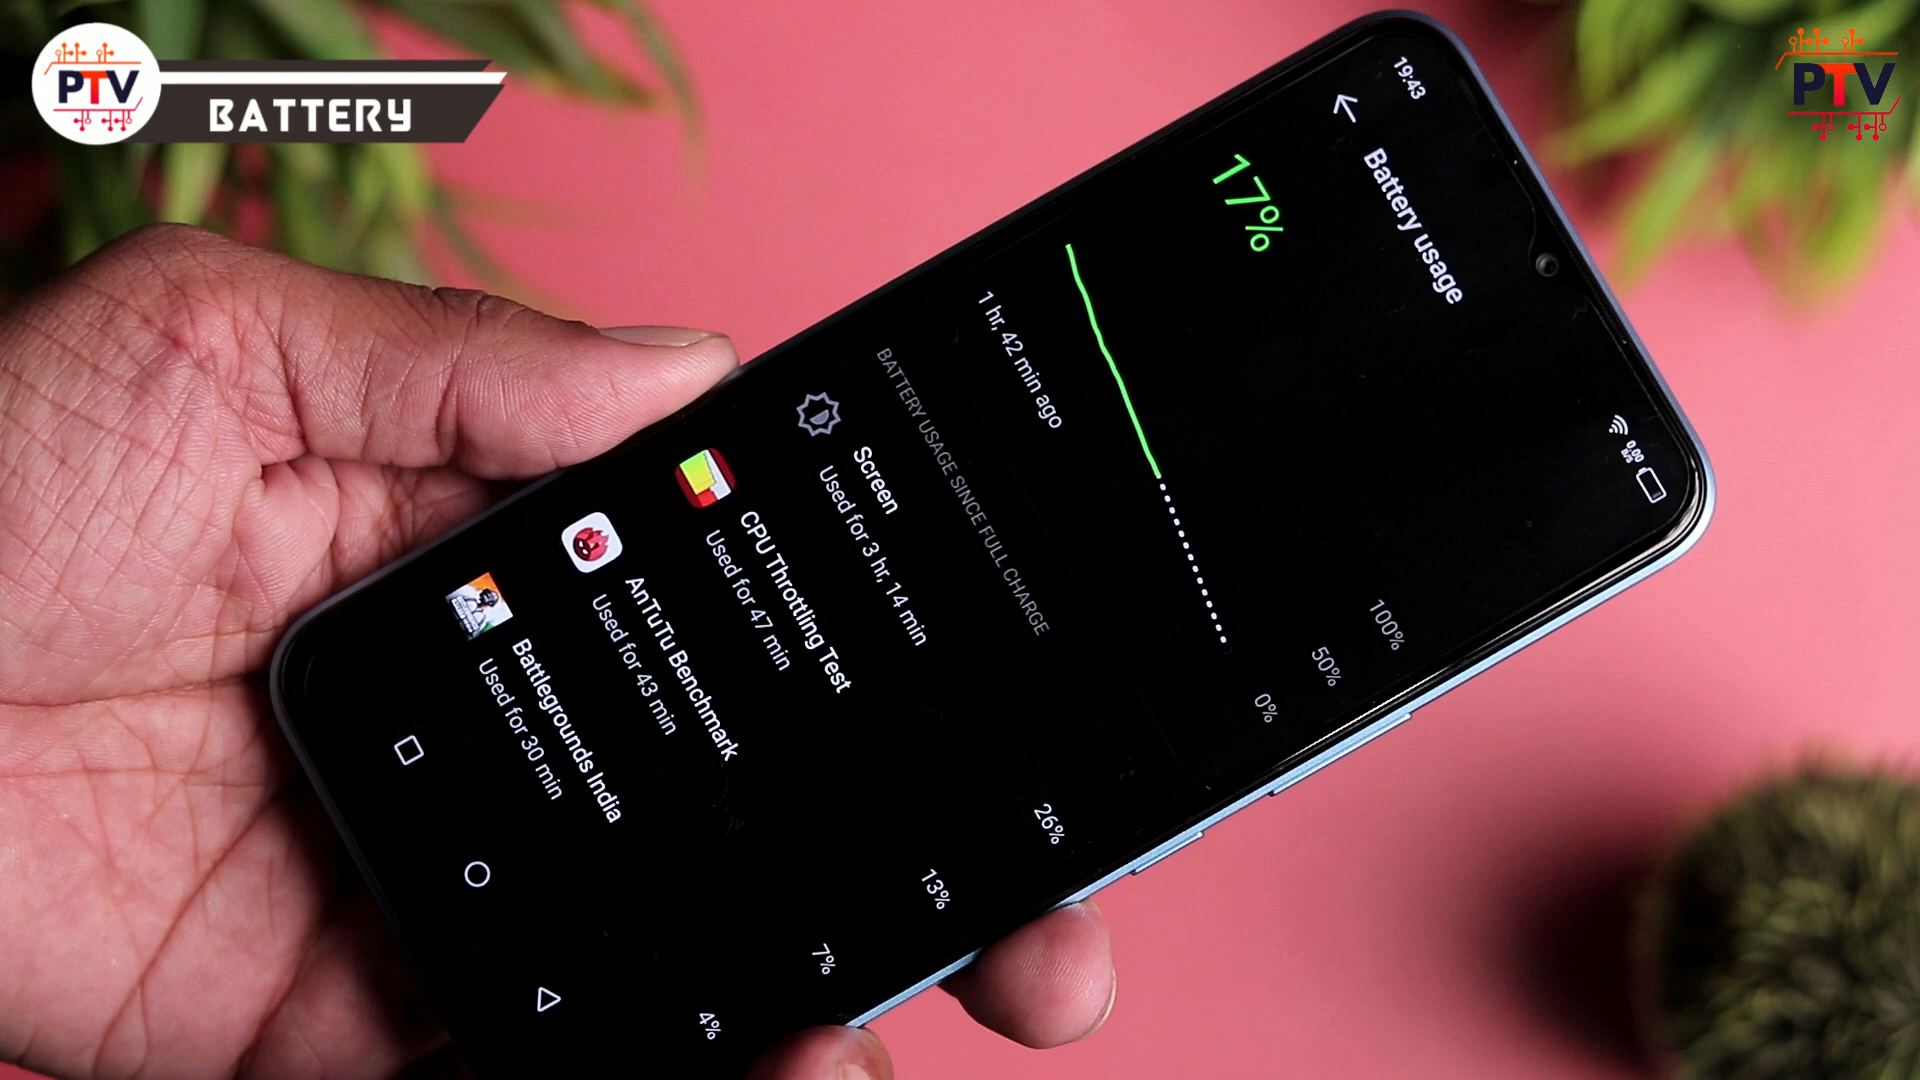 PTV
BATTERY
PTV
19:43
0.00
B/s
Battery usage
17%
100%
50%
0%
1 hr, 42 min ago
BATTERY USAGE SINCE FULL CHARGE
Screen
Used for 3 hr, 14 min
26%
CPU Throttling Test
Used for 47 min
13%
AnTuTu Benchmark
Used for 43 min
7%
Battlegrounds India
Used for 30 min
4%